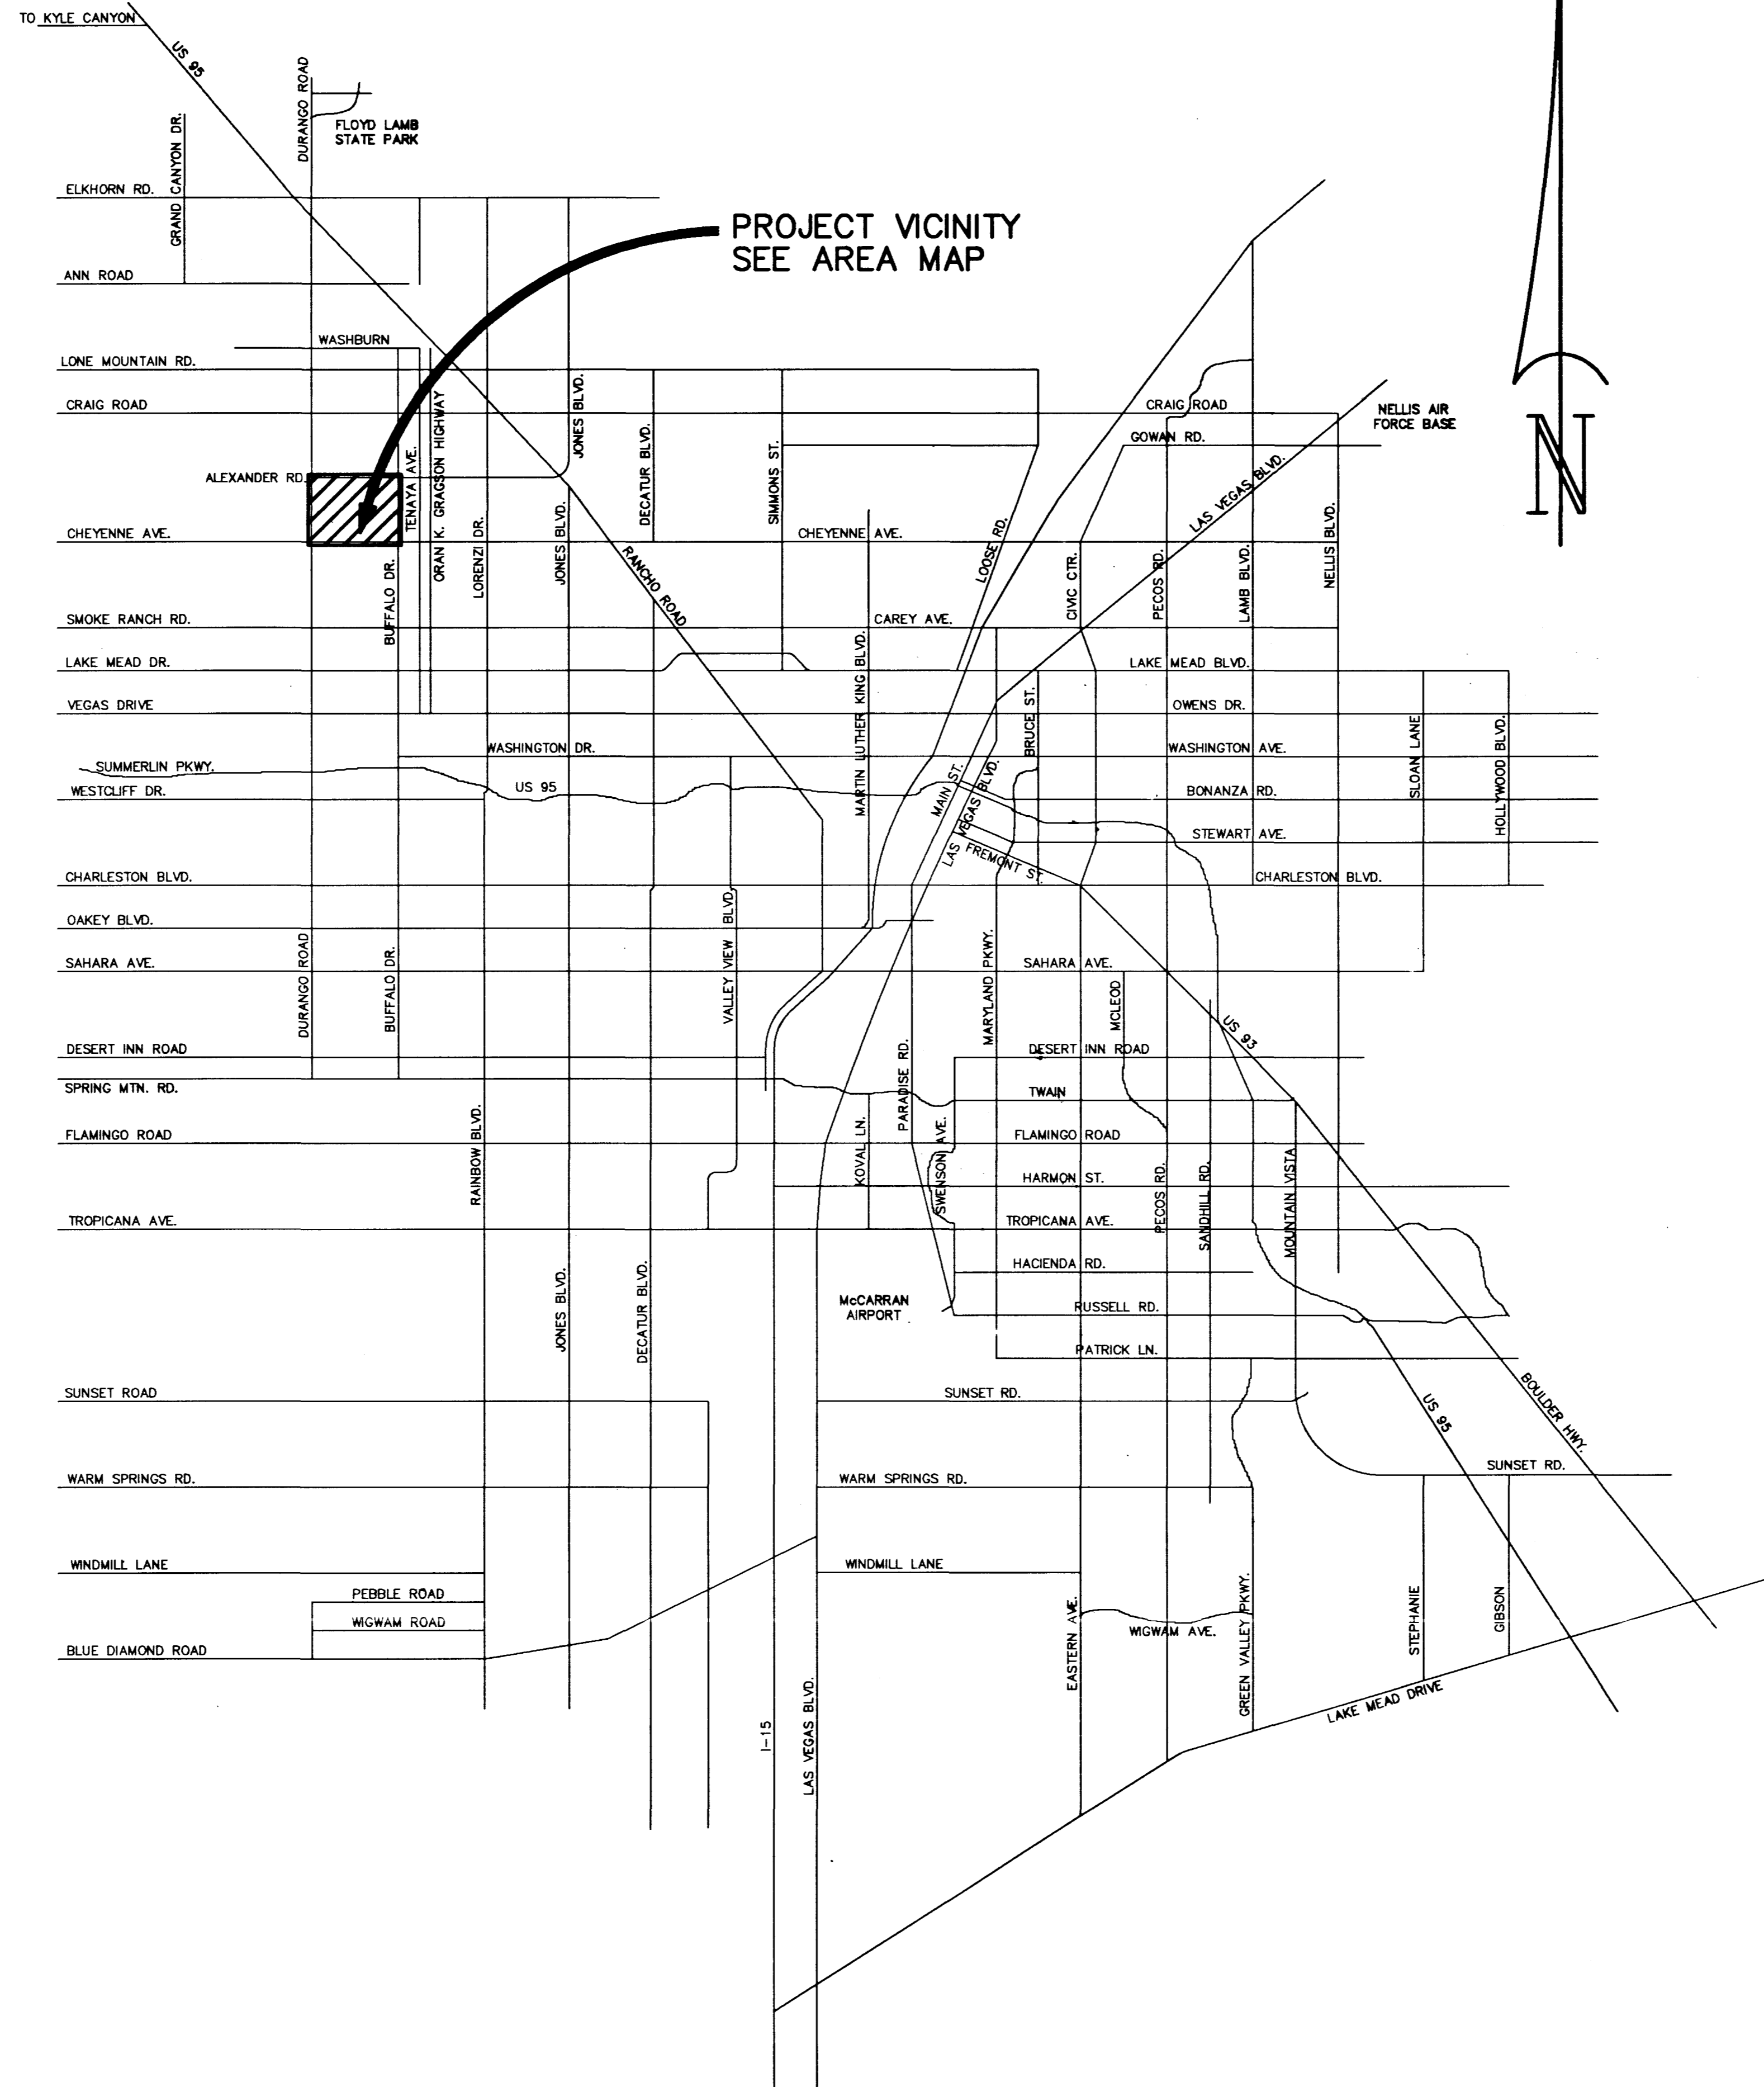 TO KYLE CANYON
US 95
DURANGO ROAD
GRAND CANYON DR.
FLOYD LAMB
STATE PARK
ELKHORN RD.
PROJECT VICINITY
SEE AREA MAP
ANN ROAD
WASHBURN
LONE MOUNTAIN RD.
CRAIG ROAD
CRAIG ROAD
NELLIS AIR
FORCE BASE
N
GOWAN RD.
JONES BLVD.
DECATUR BLVD.
SIMMONS ST.
TENAYA AVE.
ORAN K. GRAGSON HIGHWAY
LAS VEGAS BLVD.
ALEXANDER RD.
CHEYENNE AVE.
CHEYENNE AVE.
BUFFALO DR.
LORENZI DR.
JONES BLVD.
RANCHO ROAD
LOOSE RD.
CIVIC CTR.
PECOS RD.
LAMB BLVD.
NELLIS BLVD.
SMOKE RANCH RD.
CAREY AVE.
LAKE MEAD DR.
LAKE MEAD BLVD.
MARTIN LUTHER KING BLVD.
VEGAS DRIVE
BRUCE ST.
OWENS DR.
SLOAN LANE
HOLLYWOOD BLVD.
WASHINGTON DR.
WASHINGTON AVE.
SUMMERLIN PKWY.
US 95
MAIN ST.
LAS VEGAS BLVD.
WESTCLIFF DR.
BONANZA RD.
STEWART AVE.
FREMONT ST.
CHARLESTON BLVD.
CHARLESTON BLVD.
OAKEY BLVD.
DURANGO ROAD
BUFFALO DR.
VALLEY VIEW BLVD
MARYLAND PKWY.
SAHARA AVE.
SAHARA AVE.
MCLEOD
US 93
DESERT INN ROAD
DESERT INN ROAD
SPRING MTN. RD.
PARADISE RD.
TWAIN
FLAMINGO ROAD
FLAMINGO ROAD
RAINBOW BLVD.
KOVAL LN.
SWENSON AVE.
HARMON ST.
PECOS RD.
SANDHILL RD.
MOUNTAIN VISTA
TROPICANA AVE.
TROPICANA AVE.
HACIENDA RD.
JONES BLVD.
DECATUR BLVD.
McCARRAN
AIRPORT
RUSSELL RD.
PATRICK LN.
SUNSET ROAD
SUNSET RD.
US 95
BOULDER HWY.
SUNSET RD.
WARM SPRINGS RD.
WARM SPRINGS RD.
WINDMILL LANE
WINDMILL LANE
PEBBLE ROAD
WIGWAM ROAD
BLUE DIAMOND ROAD
EASTERN AVE.
WIGWAM AVE.
GREEN VALLEY PKWY.
STEPHANIE
GIBSON
LAKE MEAD DRIVE
I-15
LAS VEGAS BLVD.